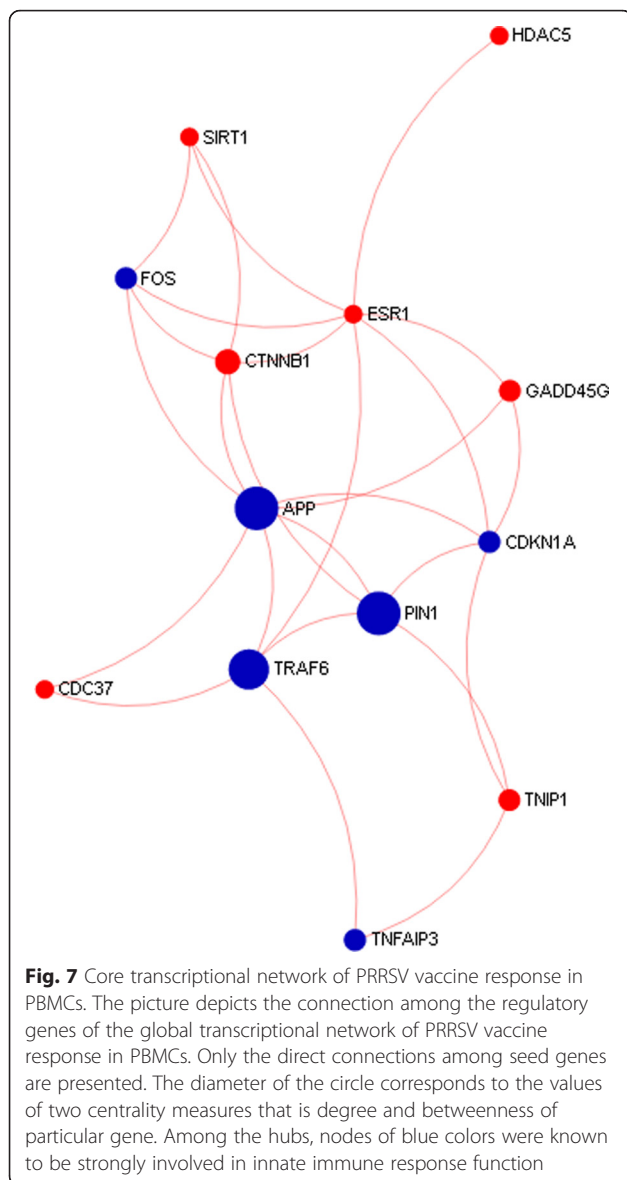 HDAC5
SIRT1
FOS
ESR1
CTNNB1
GADD45G
APP
CDKN1A
PIN1
TRAF6
CDC37
TNIP1
TNFAIP3
Fig. 7 Core transcriptional network of PRRSV vaccine response in
PBMCs. The picture depicts the connection among the regulatory
genes of the global transcriptional network of PRRSV vaccine
response in PBMCs. Only the direct connections among seed genes
are presented. The diameter of the circle corresponds to the values
of two centrality measures that is degree and betweenness of
particular gene. Among the hubs, nodes of blue colors were known
to be strongly involved in innate immune response function